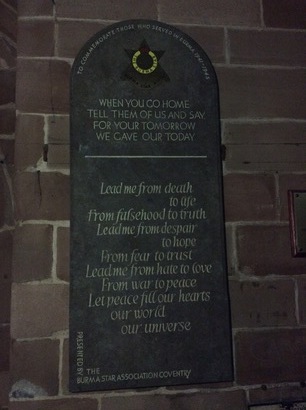 TO COMMEMORATE THOSE WHO SERVED IN BURMA 1941-1945
BURMA STAR
WHEN YOU GO HOME
TELL THEM OF US AND SAY
FOR YOUR TOMORROW
WE GAVE OUR TODAY
Lead me from death
to life
From falsehood to truth
Lead me from despair
to hope
From fear to trust
Lead me from hate to love
From war to peace
Let peace fill our hearts
our world
our universe
PRESENTED BY
THE
BURMA STAR ASSOCIATION COVENTRY